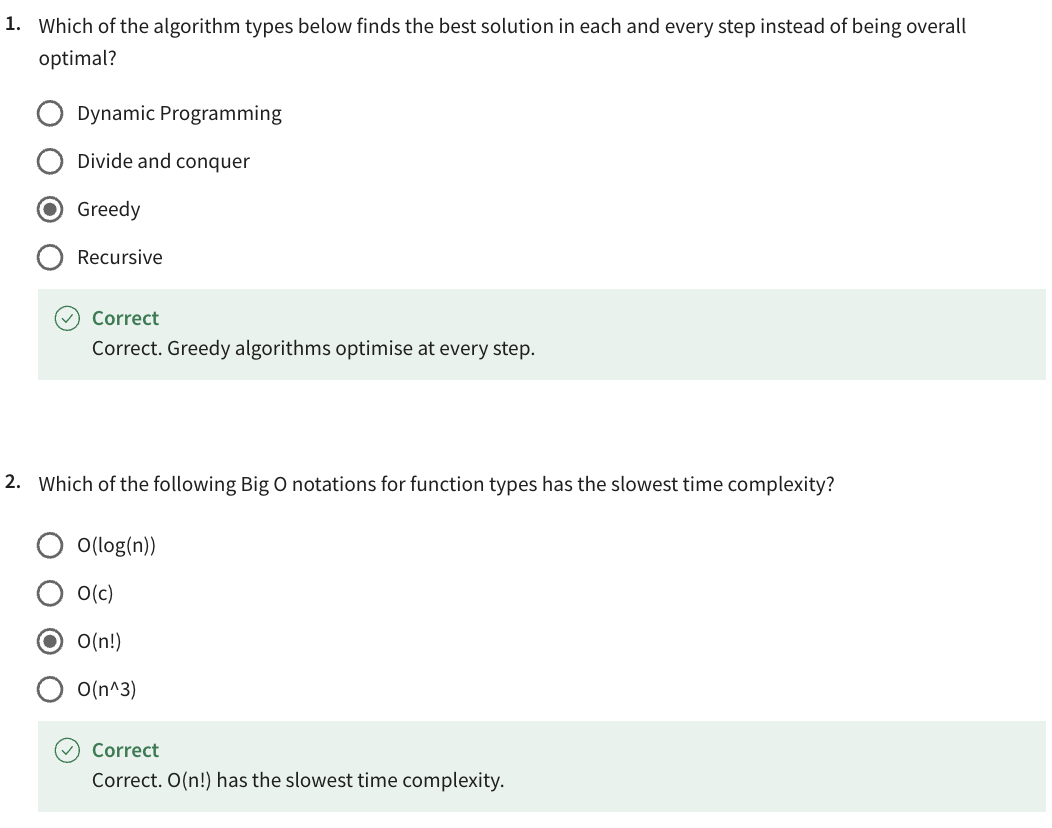 1. Which of the algorithm types below finds the best solution in each and every step instead of being overall
optimal?
Dynamic Programming
Divide and conquer
Greedy
Recursive
Correct
Correct. Greedy algorithms optimise at every step.
2. Which of the following Big O notations for function types has the slowest time complexity?
O(log(n))
O(c)
O(n!)
O(n^3)
Correct
Correct. O(n!) has the slowest time complexity.